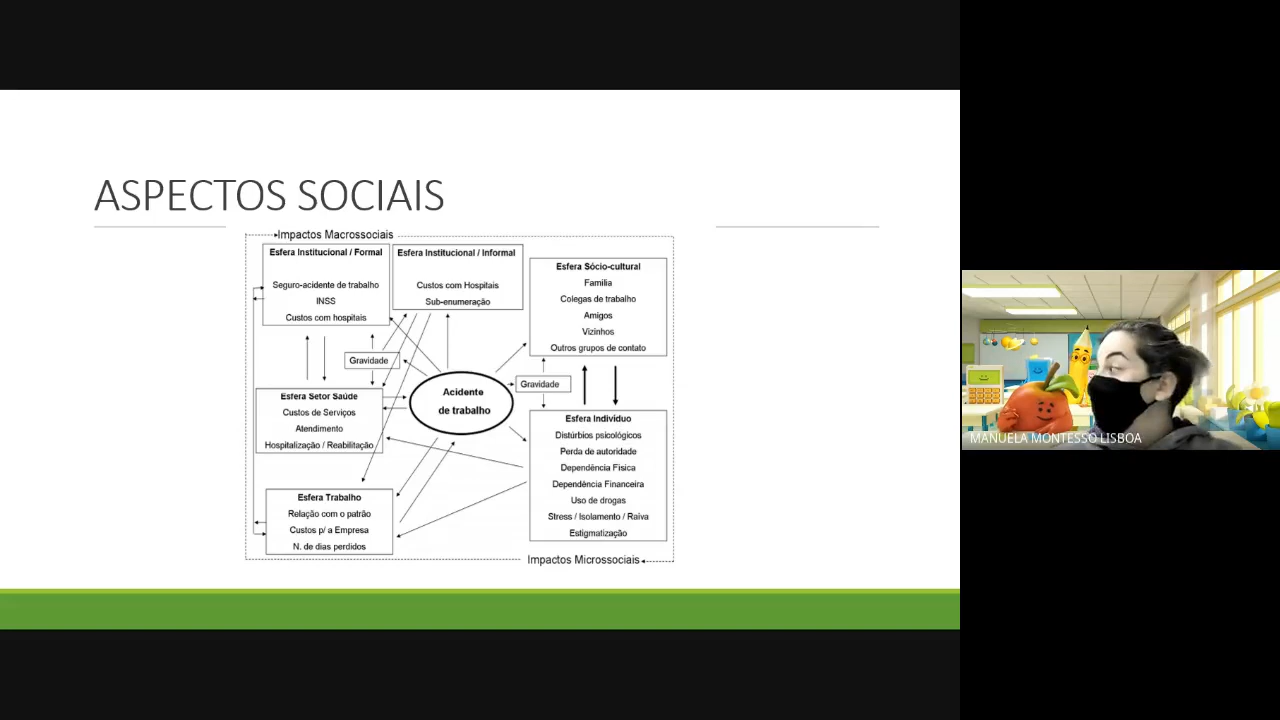 ASPECTOS SOCIAIS
Impactos Macrossociais
Esfera Institucional / Formal
Seguro-acidente de trabalho
INSS
Custos com hospitais
Esfera Institucional / Informal
Custos com Hospitais
Sub-enumeração
Esfera Sócio-cultural
Familia
Colegas de trabalho
Amigos
Vizinhos
Outros grupos de contato
Gravidade
Acidente
de trabalho
Gravidade
Esfera Setor Saúde
Custos de Serviços
Atendimento
Hospitalização / Reabilitação
Esfera Individuo
Distúrbios psicológicos
Perda de autoridade
Dependência Fisica
Dependência Financeira
Uso de drogas
Stress / Isolamento / Raiva
Estigmatização
Esfera Trabalho
Relação com o patrão
Custos p/ a Empresa
N. de dias perdidos
Impactos Microssociais
MANUELA MONTESSO LISBOA